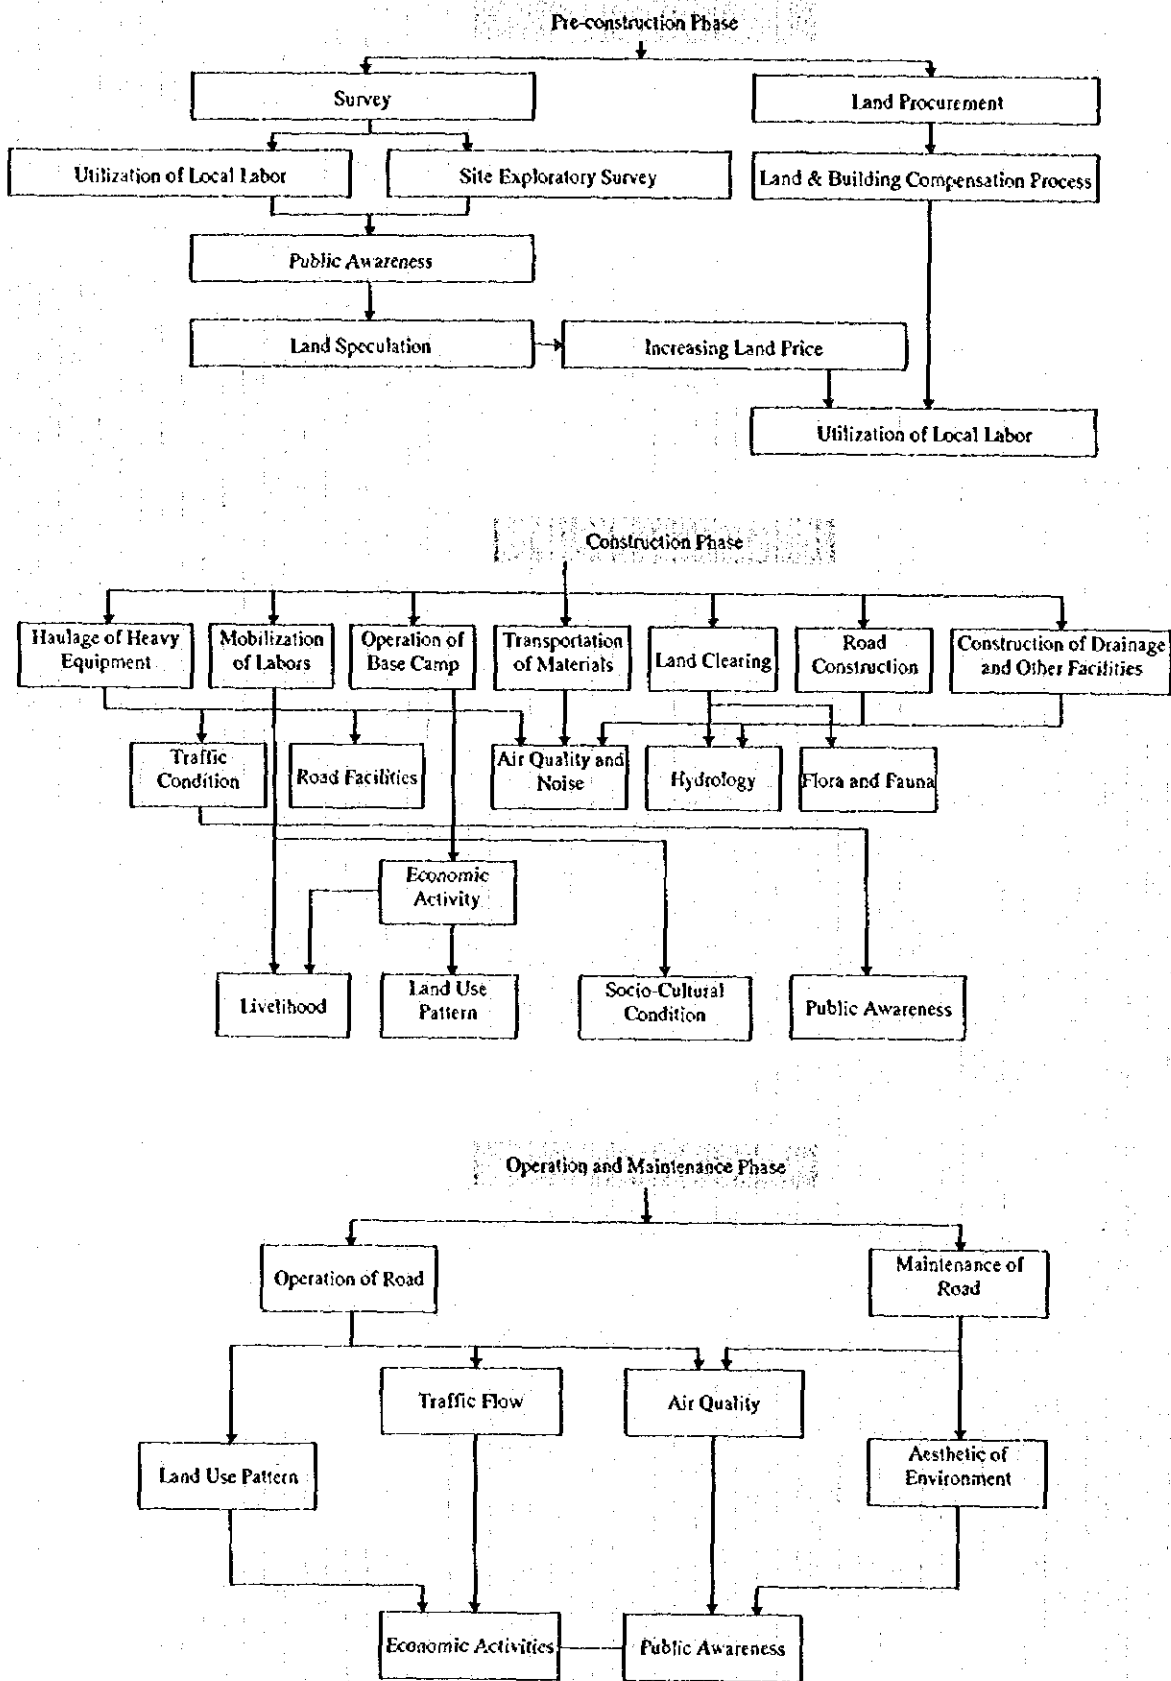 Pre-construction Phase
Survey
Land Procurement
Utilization of Local Labor
Site Exploratory Survey
Land & Building Compensation Process
Public Awareness
Land Speculation
Increasing Land Price
Utilization of Local Labor
Construction Phase
Haulage of Heavy
Equipment
Mobilization
of Labors
Operation of
Base Camp
Transportation
of Materials
Land Clearing
Road
Construction
Construction of Drainage
and Other Facilities
Traffic
Condition
Road Facilities
Air Quality and
Noise
Hydrology
Flora and Fauna
Economic
Activity
Livelihood
Land Use
Pattern
Socio-Cultural
Condition
Public Awareness
Operation and Maintenance Phase
Operation of Road
Maintenance of
Road
Traffic Flow
Air Quality
Land Use Pattern
Aesthetic of
Environment
Economic Activities
Public Awareness